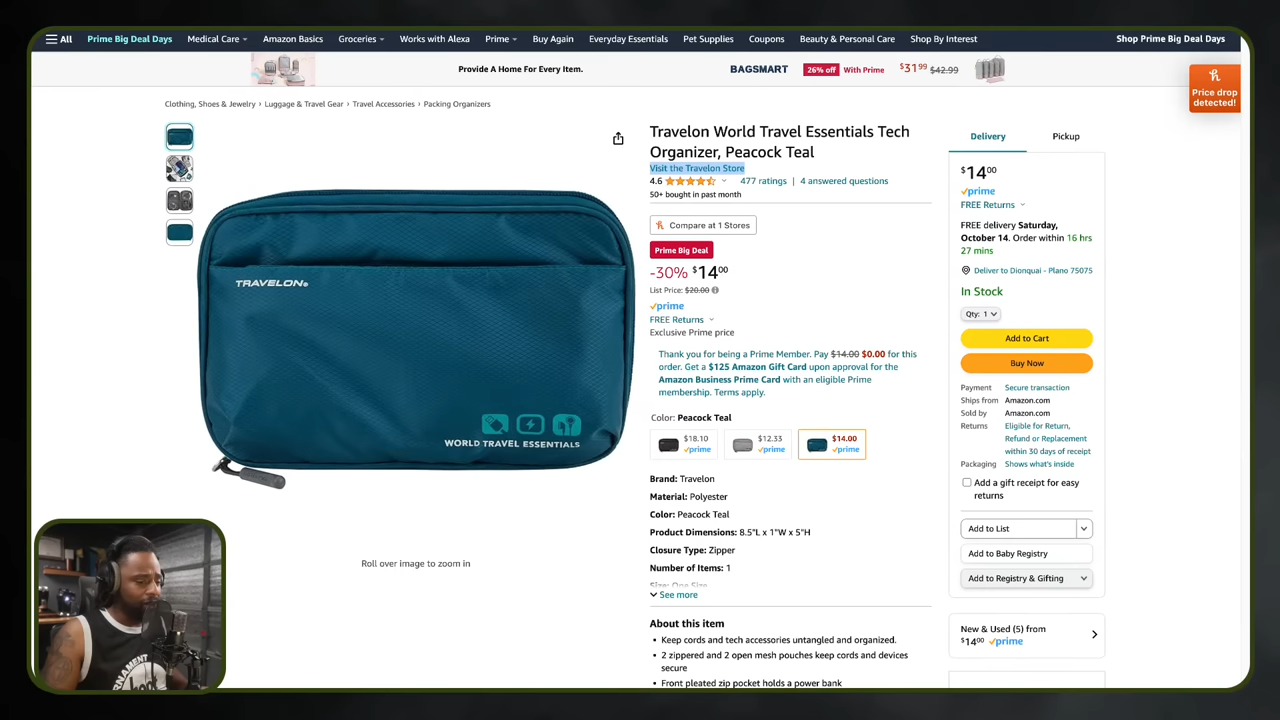 All
Prime Big Deal Days
Medical Care
Amazon Basics
Groceries
Works with Alexa
Prime
Buy Again
Everyday Essentials
Pet Supplies
Coupons
Beauty & Personal Care
Shop By Interest
Shop Prime Big Deal Days
Provide A Home For Every Item.
BAGSMART
26% off With Prime
$31.99 $42.99
Price drop
detected!
Clothing, Shoes & Jewelry › Luggage & Travel Gear › Travel Accessories › Packing Organizers
TRAVELON®
WORLD TRAVEL ESSENTIALS
Roll over image to zoom in
Travelon World Travel Essentials Tech
Organizer, Peacock Teal
Visit the Travelon Store
4.6 477 ratings | 4 answered questions
50+ bought in past month
Compare at 1 Stores
Prime Big Deal
-30% $14.00
List Price: $20.00
prime
FREE Returns
Exclusive Prime price
Thank you for being a Prime Member. Pay $14.00 $0.00 for this
order. Get a $125 Amazon Gift Card upon approval for the
Amazon Business Prime Card with an eligible Prime
membership. Terms apply.
Color: Peacock Teal
$18.10
prime
$12.33
prime
$14.00
prime
Brand: Travelon
Material: Polyester
Color: Peacock Teal
Product Dimensions: 8.5"L x 1"W x 5"H
Closure Type: Zipper
Number of Items: 1
Size: One Size
See more
About this item
• Keep cords and tech accessories untangled and organized.
• 2 zippered and 2 open mesh pouches keep cords and devices
secure
• Front pleated zip pocket holds a power bank
Delivery
Pickup
$14.00
prime
FREE Returns
FREE delivery Saturday,
October 14. Order within 16 hrs
27 mins
Deliver to Dionquai - Plano 75075
In Stock
Qty: 1
Add to Cart
Buy Now
Payment Secure transaction
Ships from Amazon.com
Sold by Amazon.com
Returns Eligible for Return,
Refund or Replacement
within 30 days of receipt
Packaging Shows what's inside
Add a gift receipt for easy
returns
Add to List
Add to Baby Registry
Add to Registry & Gifting
New & Used (5) from
$14.00 prime